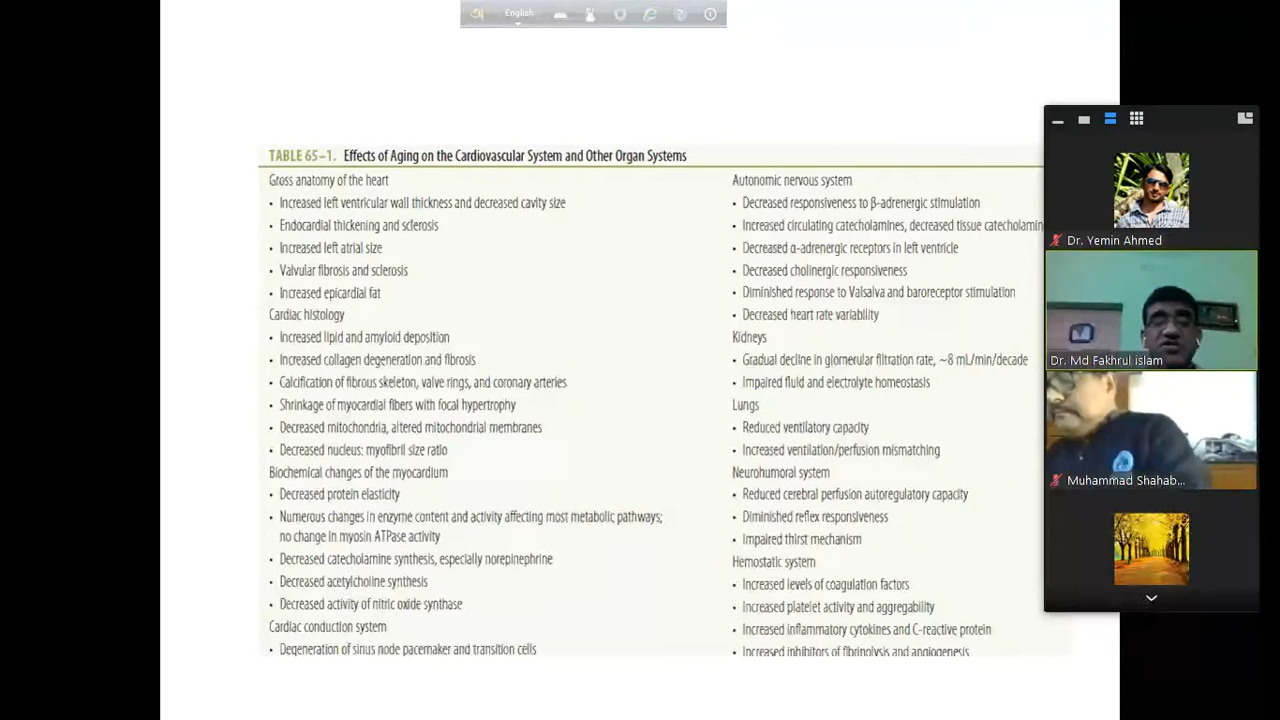 English
TABLE 65–1. Effects of Aging on the Cardiovascular System and Other Organ Systems
Gross anatomy of the heart
• Increased left ventricular wall thickness and decreased cavity size
• Endocardial thickening and sclerosis
• Increased left atrial size
• Valvular fibrosis and sclerosis
• Increased epicardial fat
Cardiac histology
• Increased lipid and amyloid deposition
• Increased collagen degeneration and fibrosis
• Calcification of fibrous skeleton, valve rings, and coronary arteries
• Shrinkage of myocardial fibers with focal hypertrophy
• Decreased mitochondria, altered mitochondrial membranes
• Decreased nucleus: myofibril size ratio
Biochemical changes of the myocardium
• Decreased protein elasticity
• Numerous changes in enzyme content and activity affecting most metabolic pathways;
no change in myosin ATPase activity
• Decreased catecholamine synthesis, especially norepinephrine
• Decreased acetylcholine synthesis
• Decreased activity of nitric oxide synthase
Cardiac conduction system
• Degeneration of sinus node pacemaker and transition cells
Autonomic nervous system
• Decreased responsiveness to β-adrenergic stimulation
• Increased circulating catecholamines, decreased tissue catecholamin
• Decreased α-adrenergic receptors in left ventricle
• Decreased cholinergic responsiveness
• Diminished response to Valsalva and baroreceptor stimulation
• Decreased heart rate variability
Kidneys
• Gradual decline in glomerular filtration rate, ~8 mL/min/decade
• Impaired fluid and electrolyte homeostasis
Lungs
• Reduced ventilatory capacity
• Increased ventilation/perfusion mismatching
Neurohumoral system
• Reduced cerebral perfusion autoregulatory capacity
• Diminished reflex responsiveness
• Impaired thirst mechanism
Hemostatic system
• Increased levels of coagulation factors
• Increased platelet activity and aggregability
• Increased inflammatory cytokines and C-reactive protein
• Increased inhibitors of fibrinolysis and angiogenesis
Dr. Yemin Ahmed
Dr. Md Fakhrul islam
Muhammad Shahab...